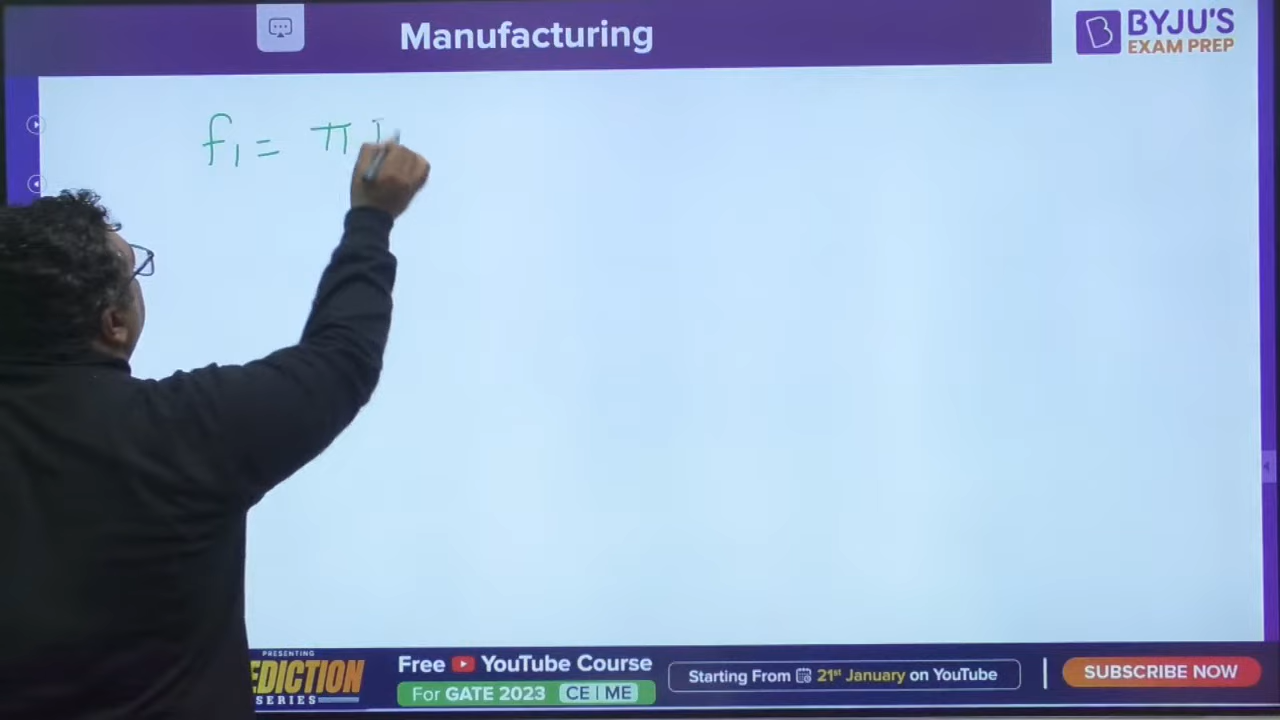 Manufacturing
BYJU'S
EXAM PREP
f₁ = π
PRESENTING
EDICTION
SERIES
Free YouTube Course
For GATE 2023 CE | ME
Starting From 21st January on YouTube
SUBSCRIBE NOW